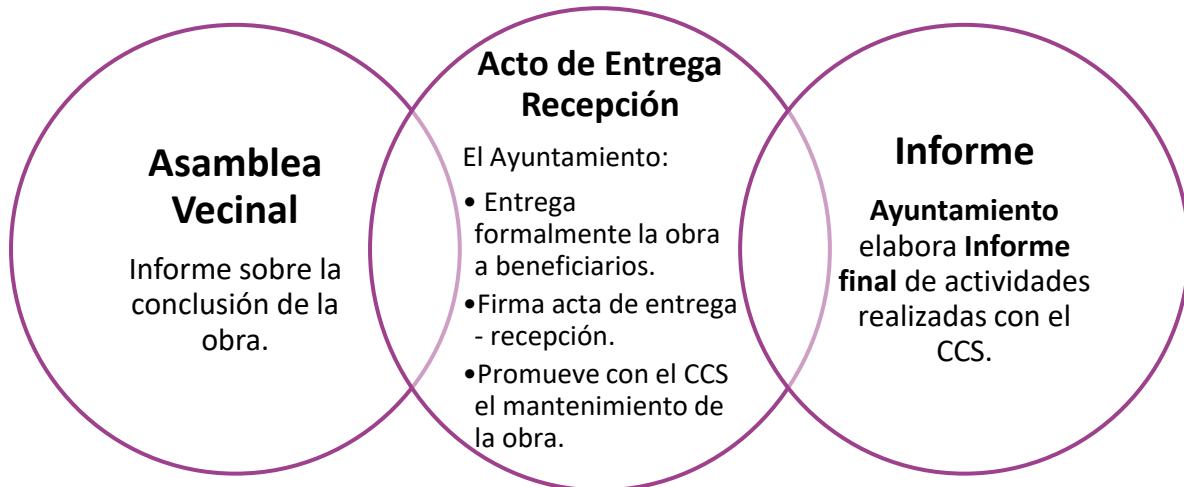 Asamblea
Vecinal
Informe sobre la
conclusión de la
obra.
Acto de Entrega
Recepción
El Ayuntamiento:
• Entrega
formalmente la obra
a beneficiarios.
•Firma acta de entrega
- recepción.
•Promueve con el CCS
el mantenimiento de
la obra.
Informe
Ayuntamiento
elabora Informe
final de actividades
realizadas con el
CCS.